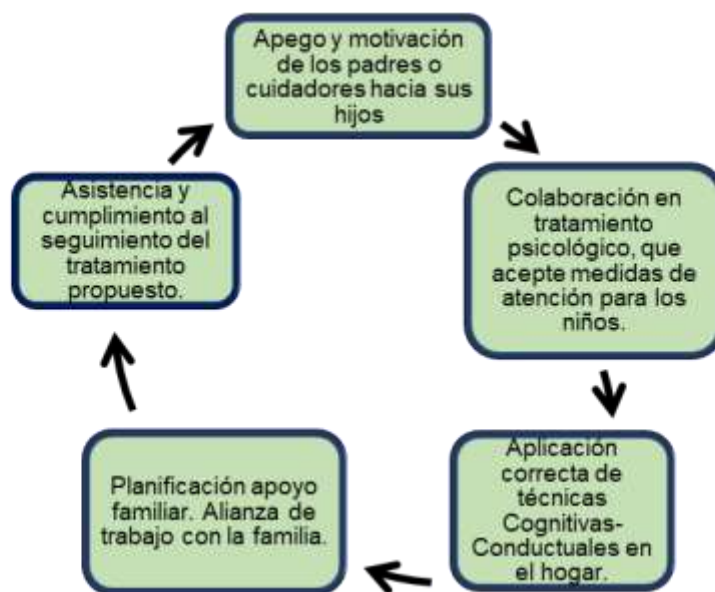 Apego y motivación
de los padres o
cuidadores hacia sus
hijos
Colaboración en
tratamiento
psicológico, que
acepte medidas de
atención para los
niños.
Aplicación
correcta de
técnicas
Cognitivas-
Conductuales en
el hogar.
Planificación apoyo
familiar. Alianza de
trabajo con la familia.
Asistencia y
cumplimiento al
seguimiento del
tratamiento
propuesto.